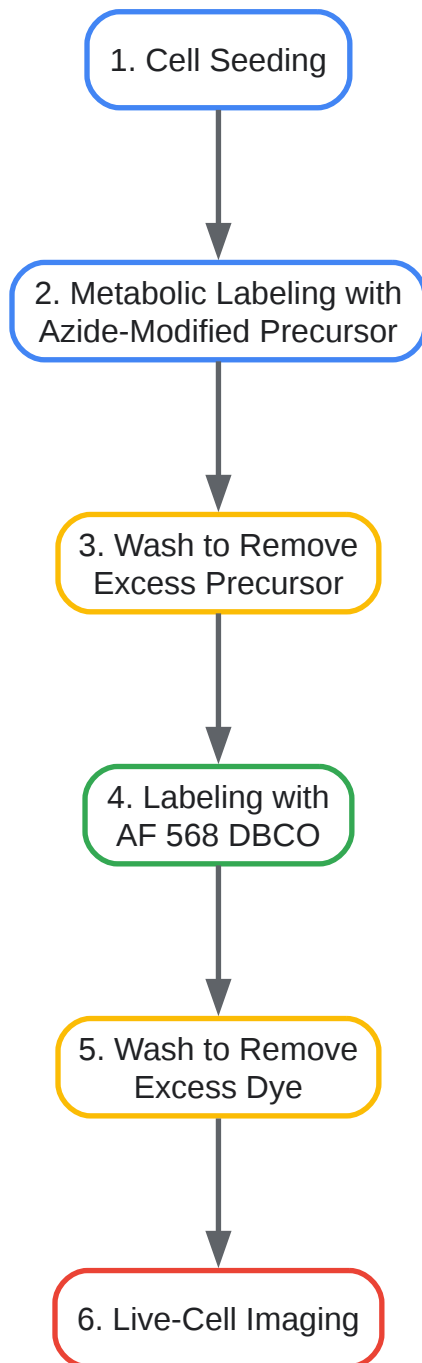 1. Cell Seeding
2. Metabolic Labeling with
Azide-Modified Precursor
3. Wash to Remove
Excess Precursor
4. Labeling with
AF 568 DBCO
5. Wash to Remove
Excess Dye
6. Live-Cell Imaging